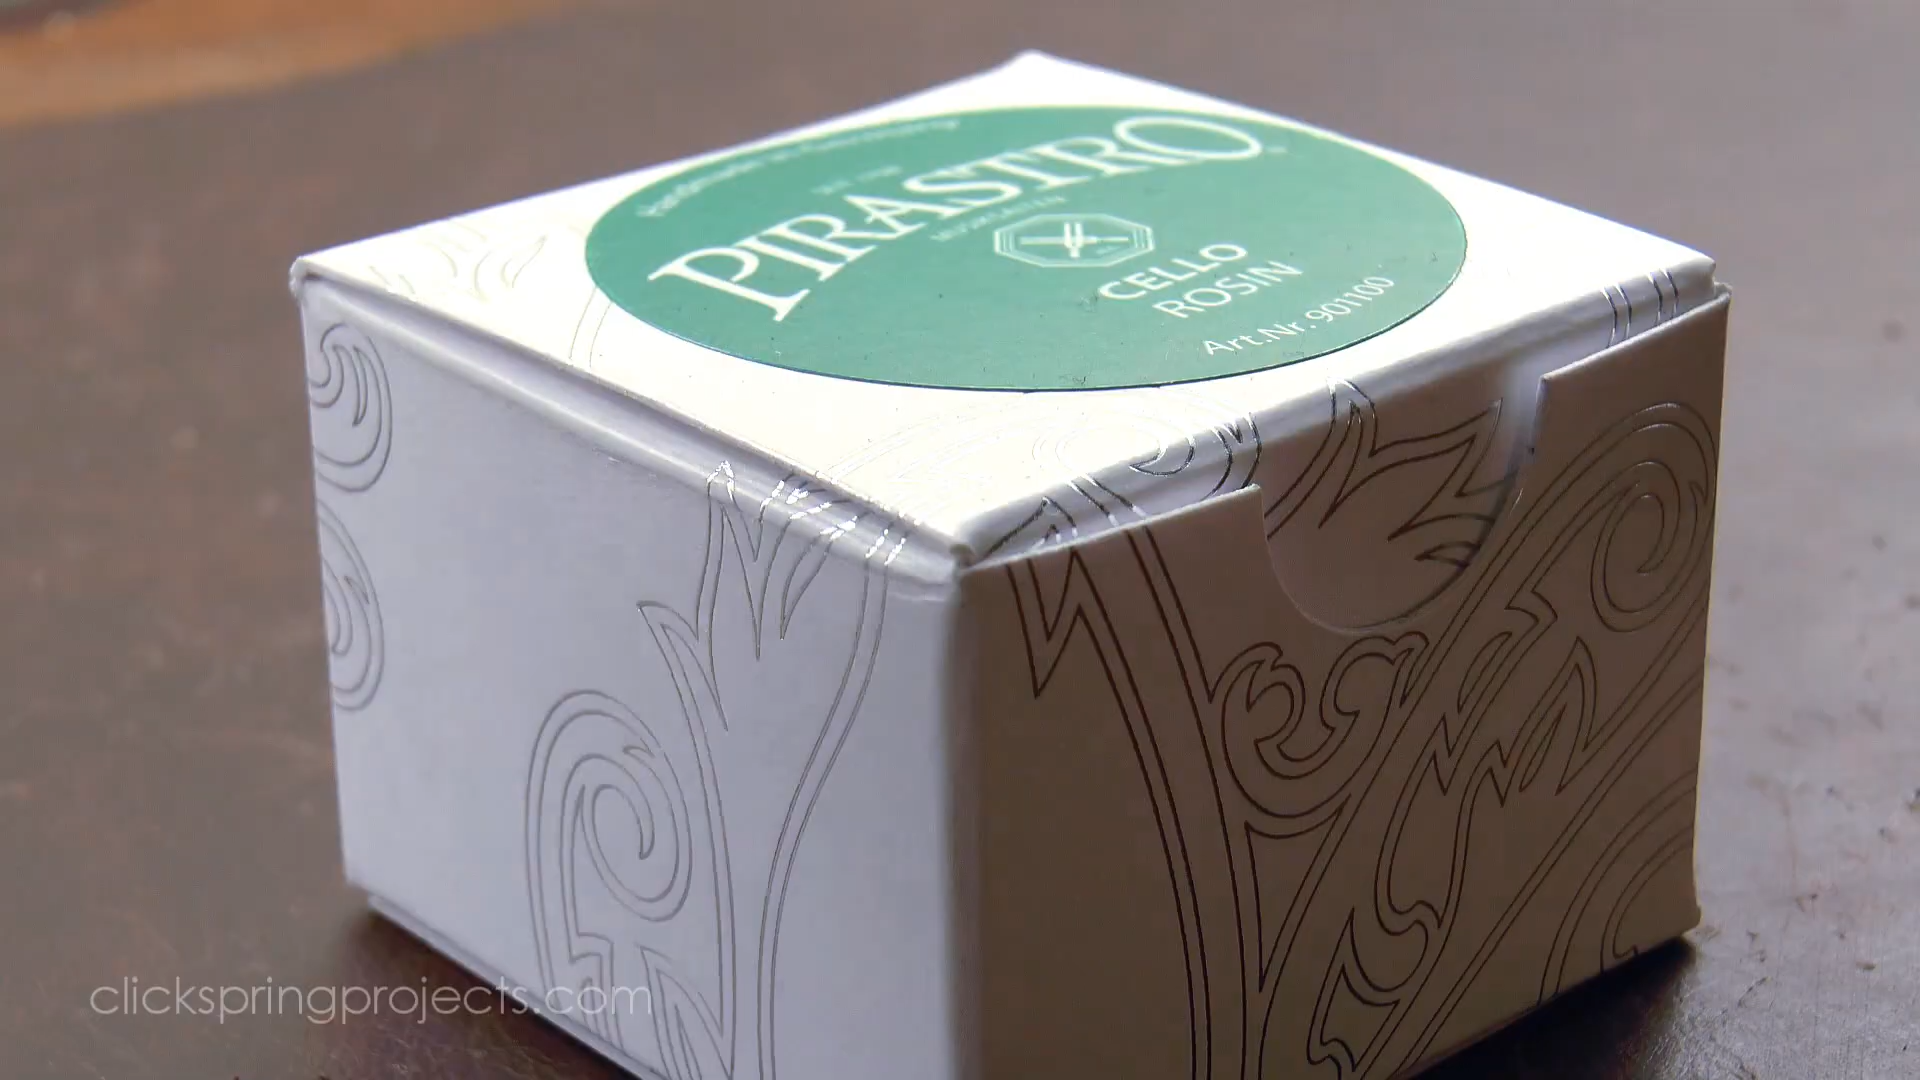 PIRASTRO
CELLO
ROSIN
Art.Nr. 901100
clickspringprojects.com